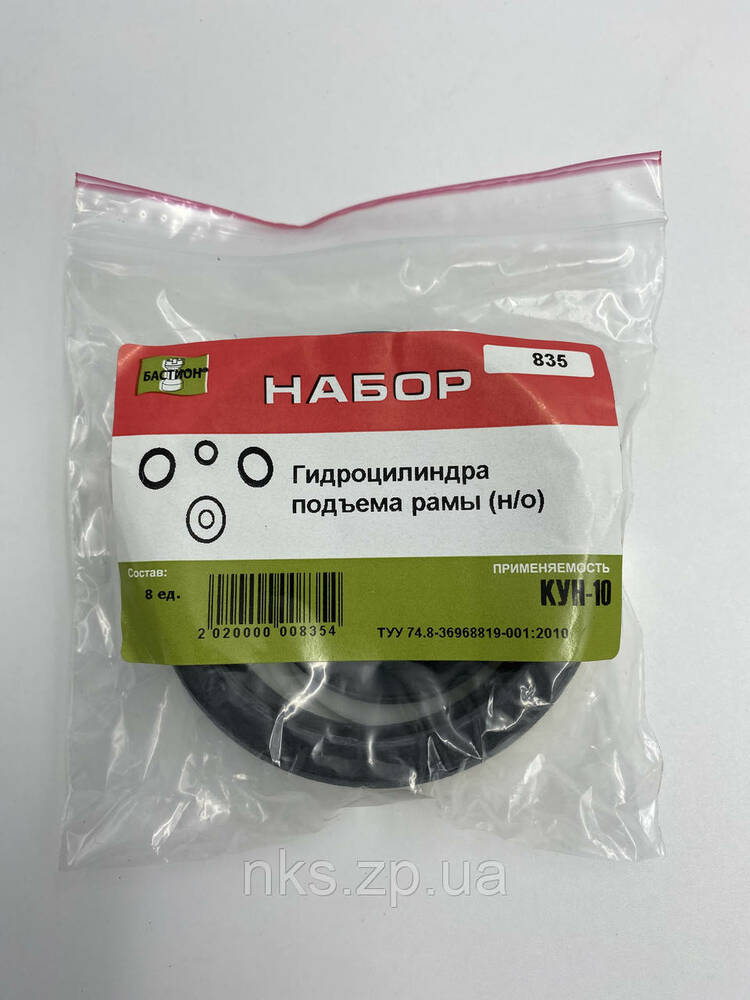 835
БАСТИОН®
НАБОР
Гидроцилиндра
подъема рамы (н/о)
Состав:
8 ед.
ПРИМЕНЯЕМОСТЬ
КУН-10
2 020000 008354
ТУУ 74.8-36968819-001:2010
nks.zp.ua